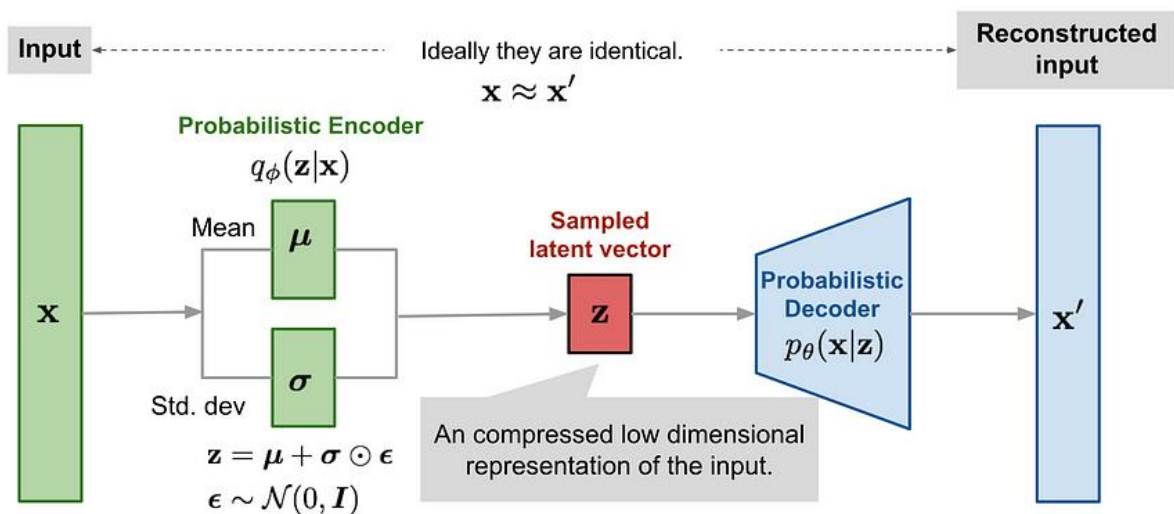 Input
Ideally they are identical.
x ≈ x′
Reconstructed
input
Probabilistic Encoder
qϕ(z|x)
Mean
μ
σ
Std. dev
z = μ + σ ⊙ ϵ
ϵ ∼ 𝒩(0, I)
x
Sampled
latent vector
z
An compressed low dimensional
representation of the input.
Probabilistic
Decoder
pθ(x|z)
x′